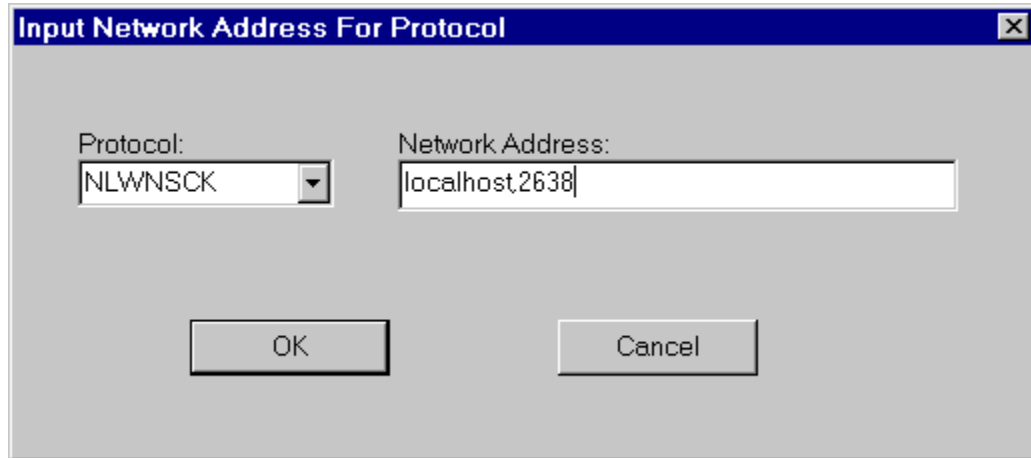 Input Network Address For Protocol
Protocol: Network Address:
NLWNSCK localhost,2638
OK Cancel